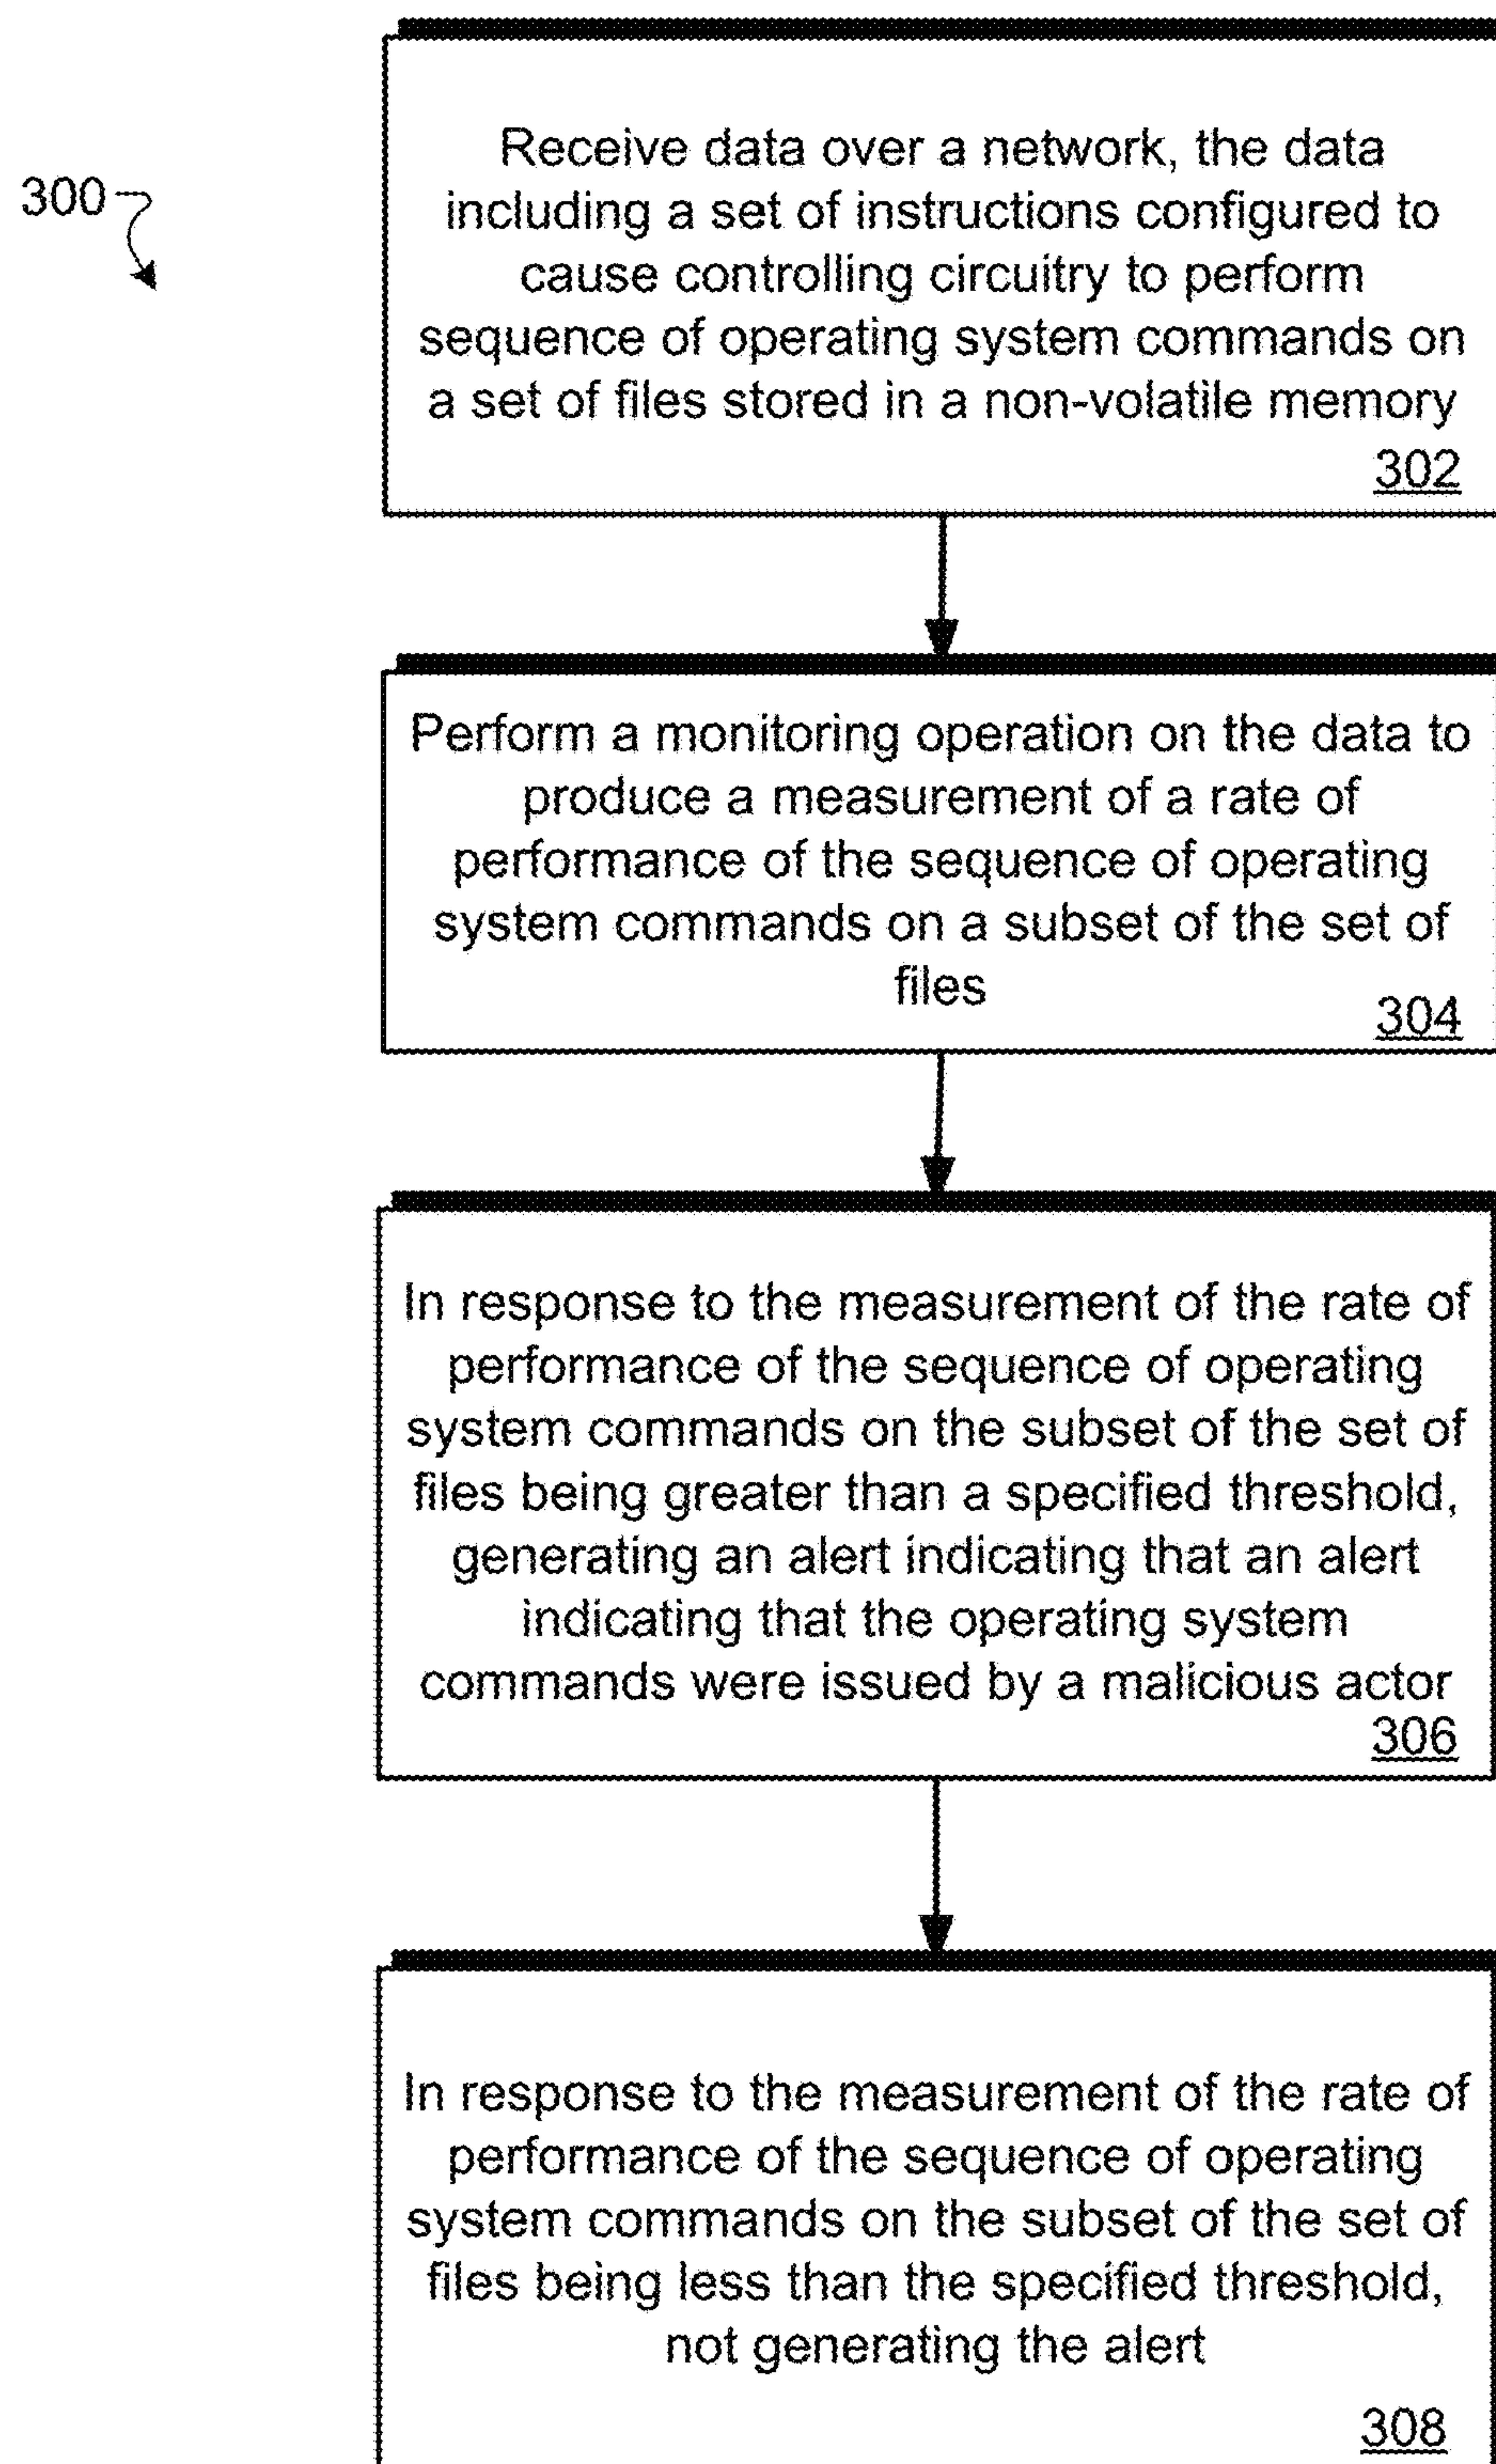 300
Receive data over a network, the data
including a set of instructions configured to
cause controlling circuitry to perform
sequence of operating system commands on
a set of files stored in a non-volatile memory
302
Perform a monitoring operation on the data to
produce a measurement of a rate of
performance of the sequence of operating
system commands on a subset of the set of
files
304
In response to the measurement of the rate of
performance of the sequence of operating
system commands on the subset of the set of
files being greater than a specified threshold,
generating an alert indicating that an alert
indicating that the operating system
commands were issued by a malicious actor
306
In response to the measurement of the rate of
performance of the sequence of operating
system commands on the subset of the set of
files being less than the specified threshold,
not generating the alert
308